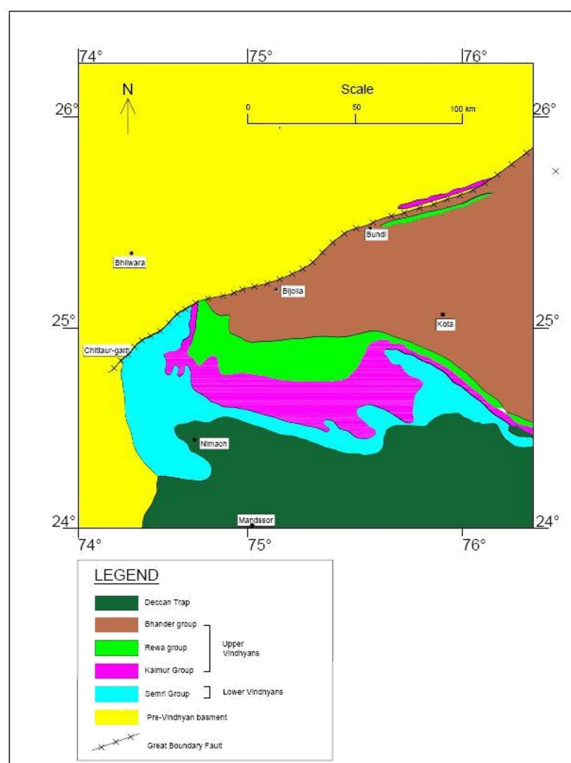 74°
75°
76°
26°
26°
N
Scale
0
50
100 km
Bundi
Bhilwara
Bijolia
Kota
25°
25°
Chittaur-garh
Nimach
Mandssor
24°
24°
74°
75°
76°
LEGEND
Deccan Trap
Bhander group
Rewa group
Upper
Vindhyans
Kaimur Group
Semri Group
Lower Vindhyans
Pre-Vindhyan basment
Great Boundary Fault